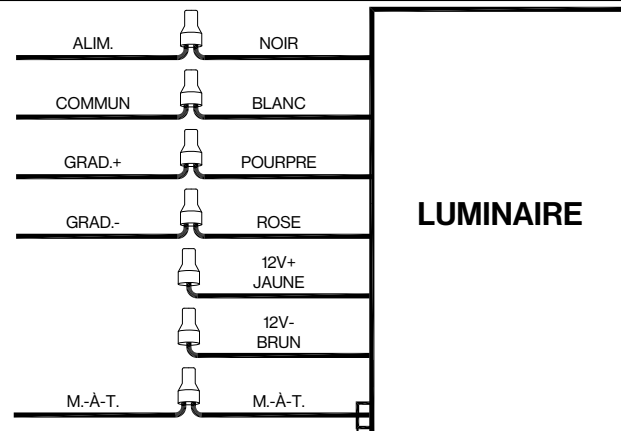 ALIM. NOIR
COMMUN BLANC
GRAD.+ POURPRE
GRAD.- ROSE
12V+
JAUNE
12V-
BRUN
M.-À-T. M.-À-T.
LUMINAIRE